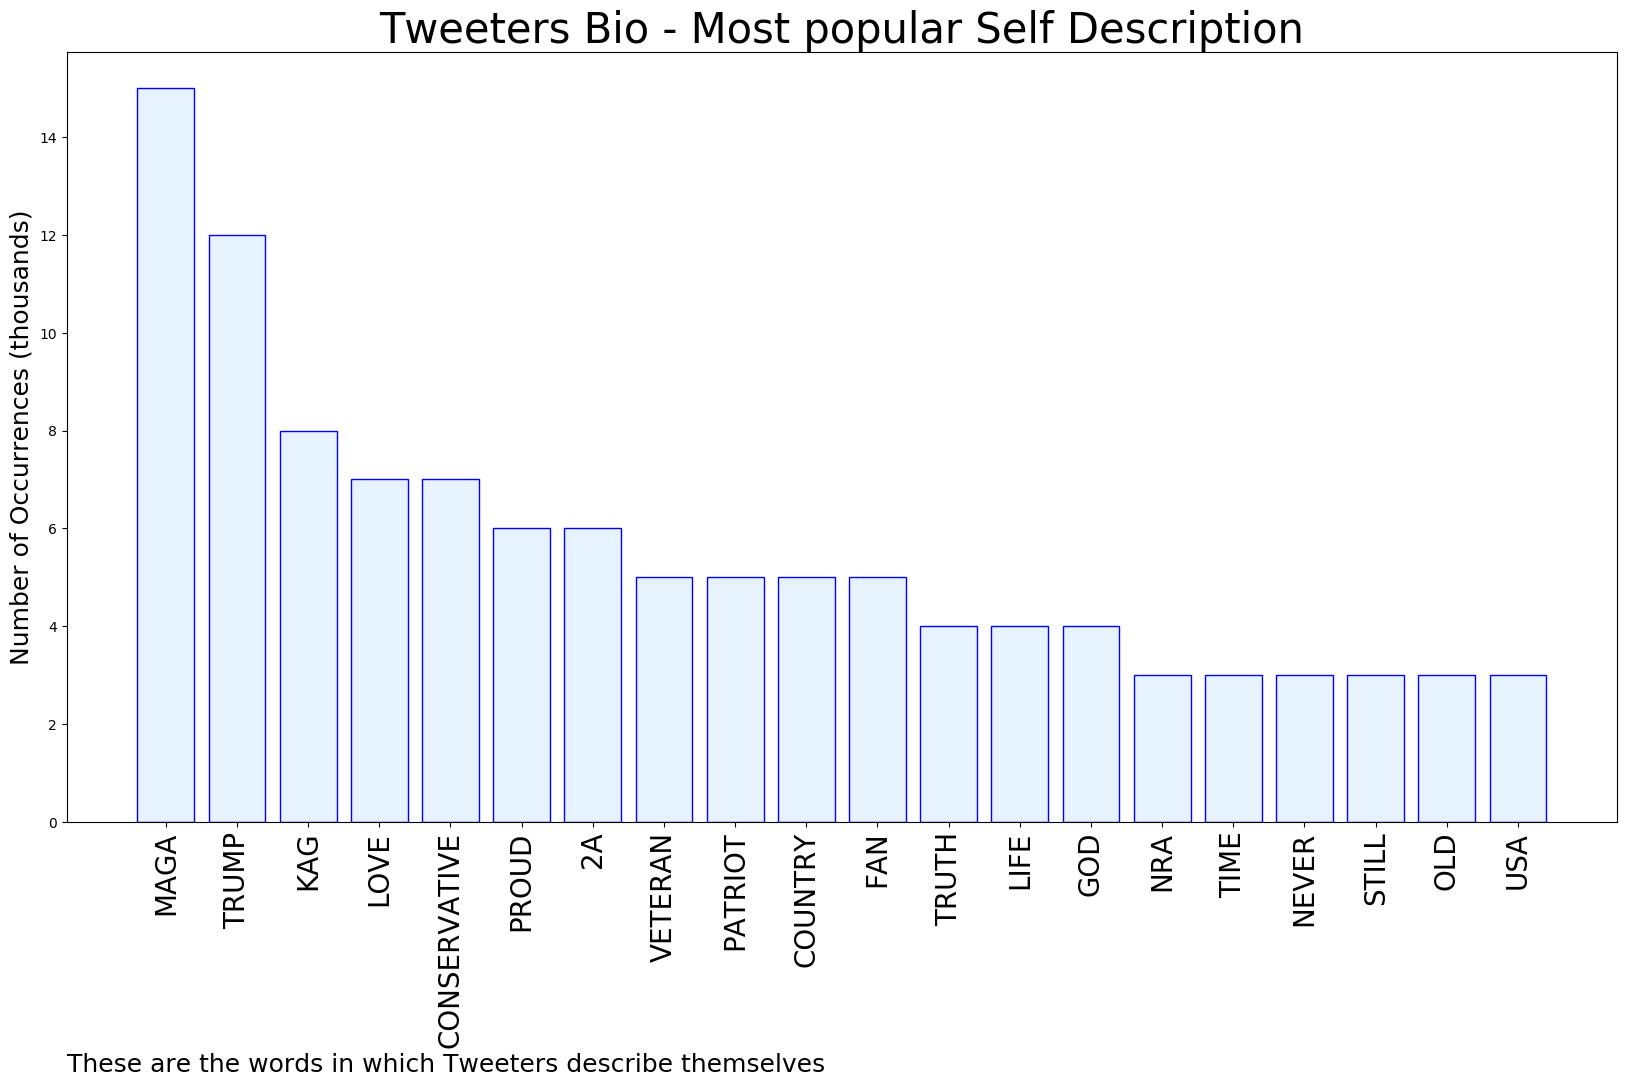 Tweeters Bio - Most popular Self Description
Number of Occurrences (thousands)
14
12
10
8
6
4
2
0
MAGA
TRUMP
KAG
LOVE
CONSERVATIVE
PROUD
2A
VETERAN
PATRIOT
COUNTRY
FAN
TRUTH
LIFE
GOD
NRA
TIME
NEVER
STILL
OLD
USA
These are the words in which Tweeters describe themselves